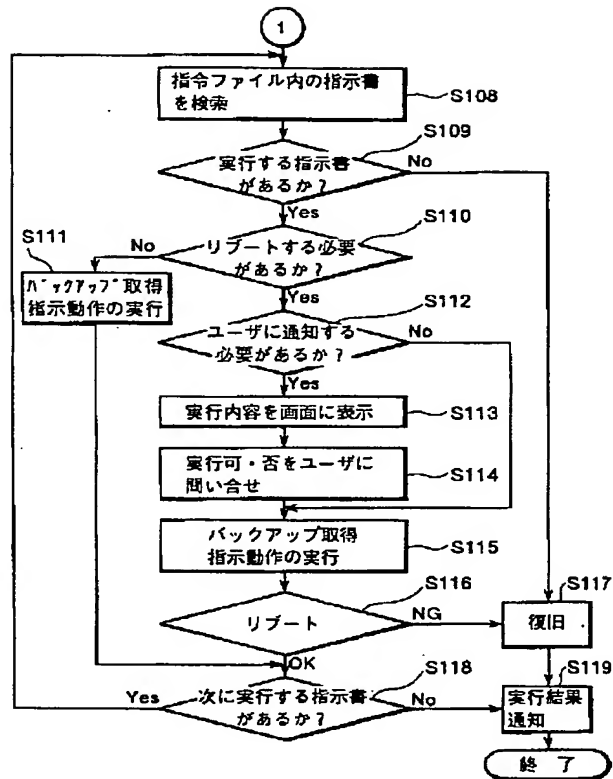 1
指令ファイル内の指示書
を検索
S108
S109
実行する指示書
があるか?
No
Yes
S110
S111
No
リブートする必要
があるか?
バックアップ取得
指示動作の実行
Yes
S112
ユーザに通知する
必要があるか?
No
Yes
実行内容を画面に表示
S113
実行可・否をユーザに
問い合せ
S114
バックアップ取得
指示動作の実行
S115
S116
S117
リブート
NG
復旧
OK
S118
S119
Yes
次に実行する指示書
があるか?
No
実行結果
通知
終了